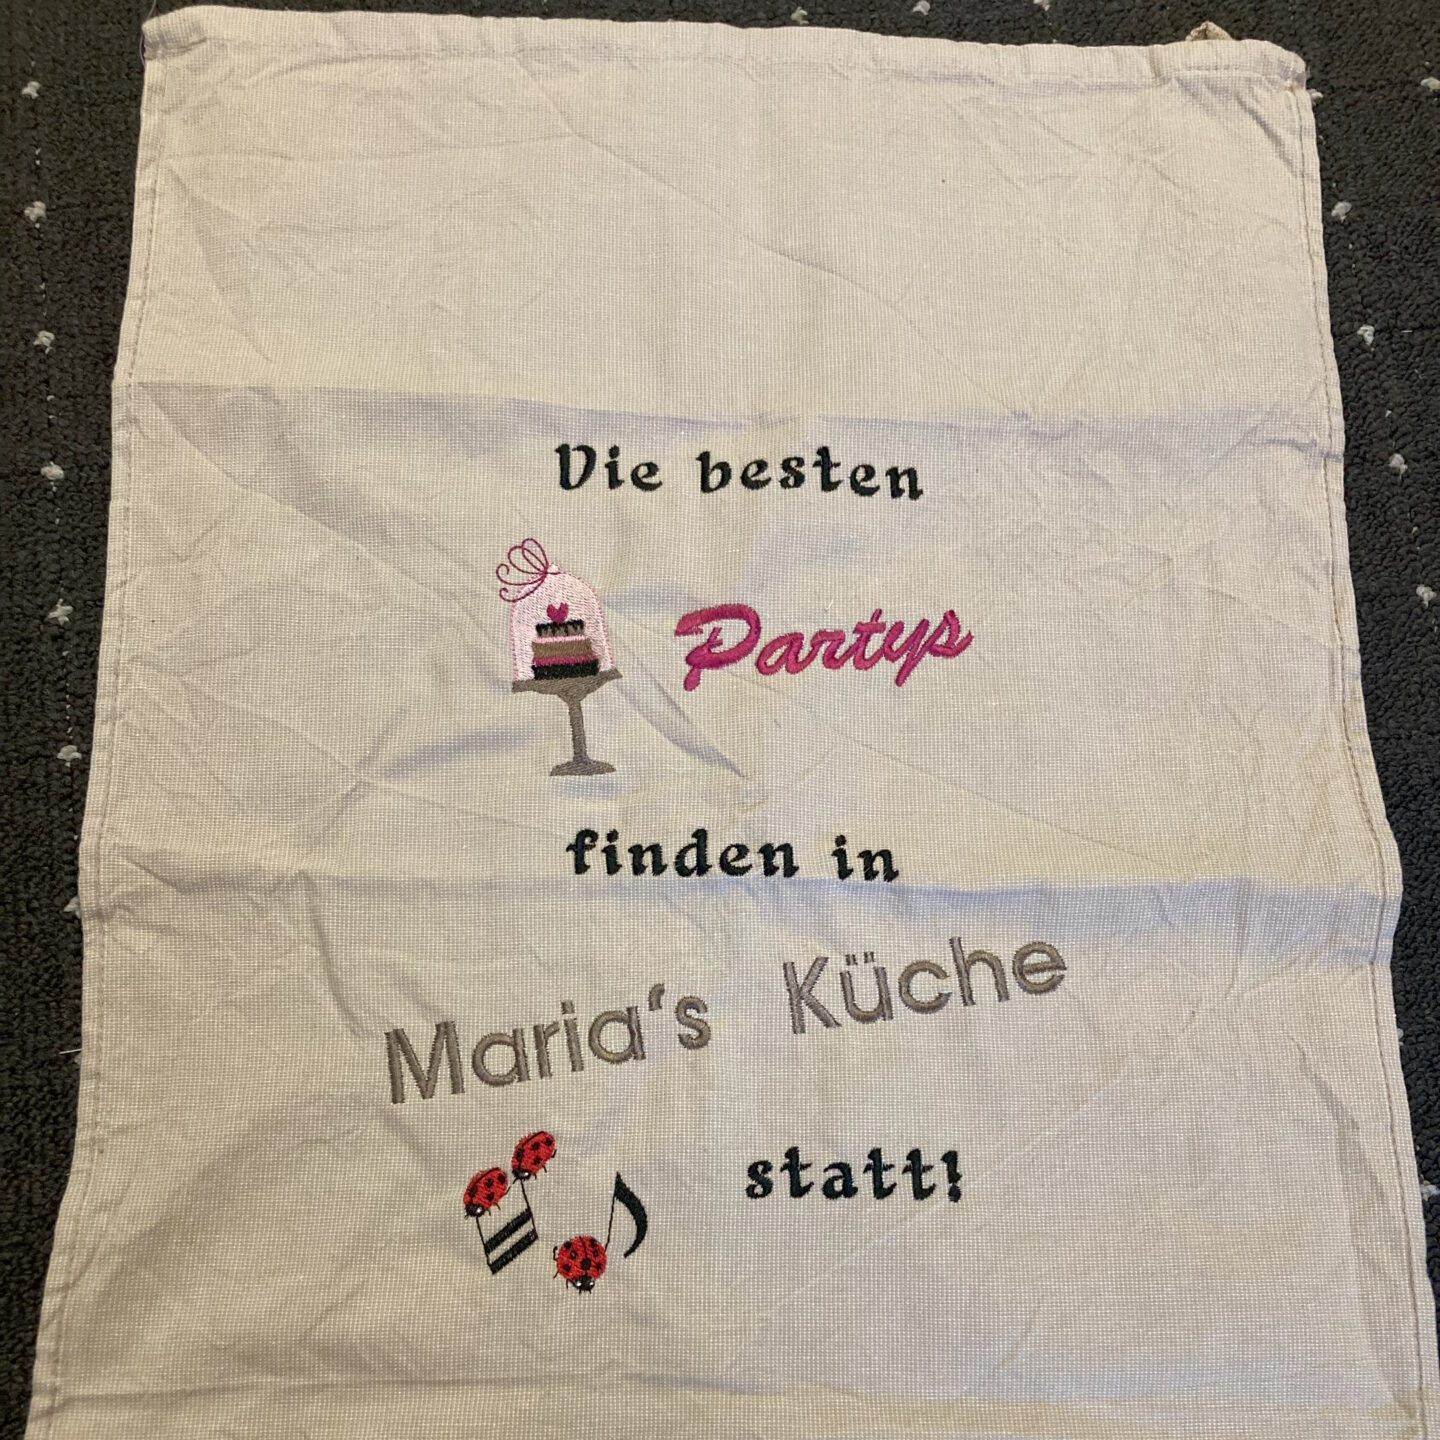 Die besten
Partys
finden in
Maria‘s Küche
statt!